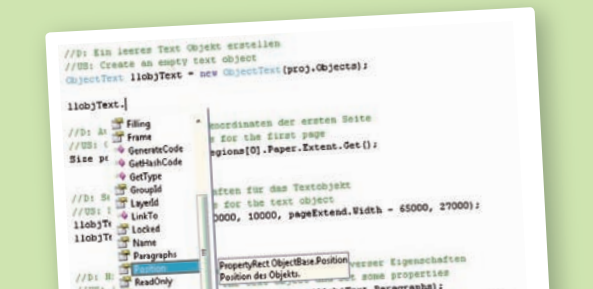 //D: Ein leeres Text Objekt erstellen
//US: Create an empty text object
ObjectText llobjText = new ObjectText(proj.Objects);
llobjText.
Filling
Frame
GenerateCode
GetHashCode
GetType
GroupId
LayerId
LinkTo
Locked
Name
Paragraphs
Position
ReadOnly
//D: oordinaten der ersten Seite
//US: s for the first page
Size egions[0].Paper.Extent.Get();
//D: aften für das Textobjekt
//US: s for the text object
llobjT 0000, 10000, pageExtend.Width - 65000, 27000);
llobjT
PropertyRect ObjectBase.Position
Position des Objekts.
//D: verser Eigenschaften
some properties
Paragraphs);